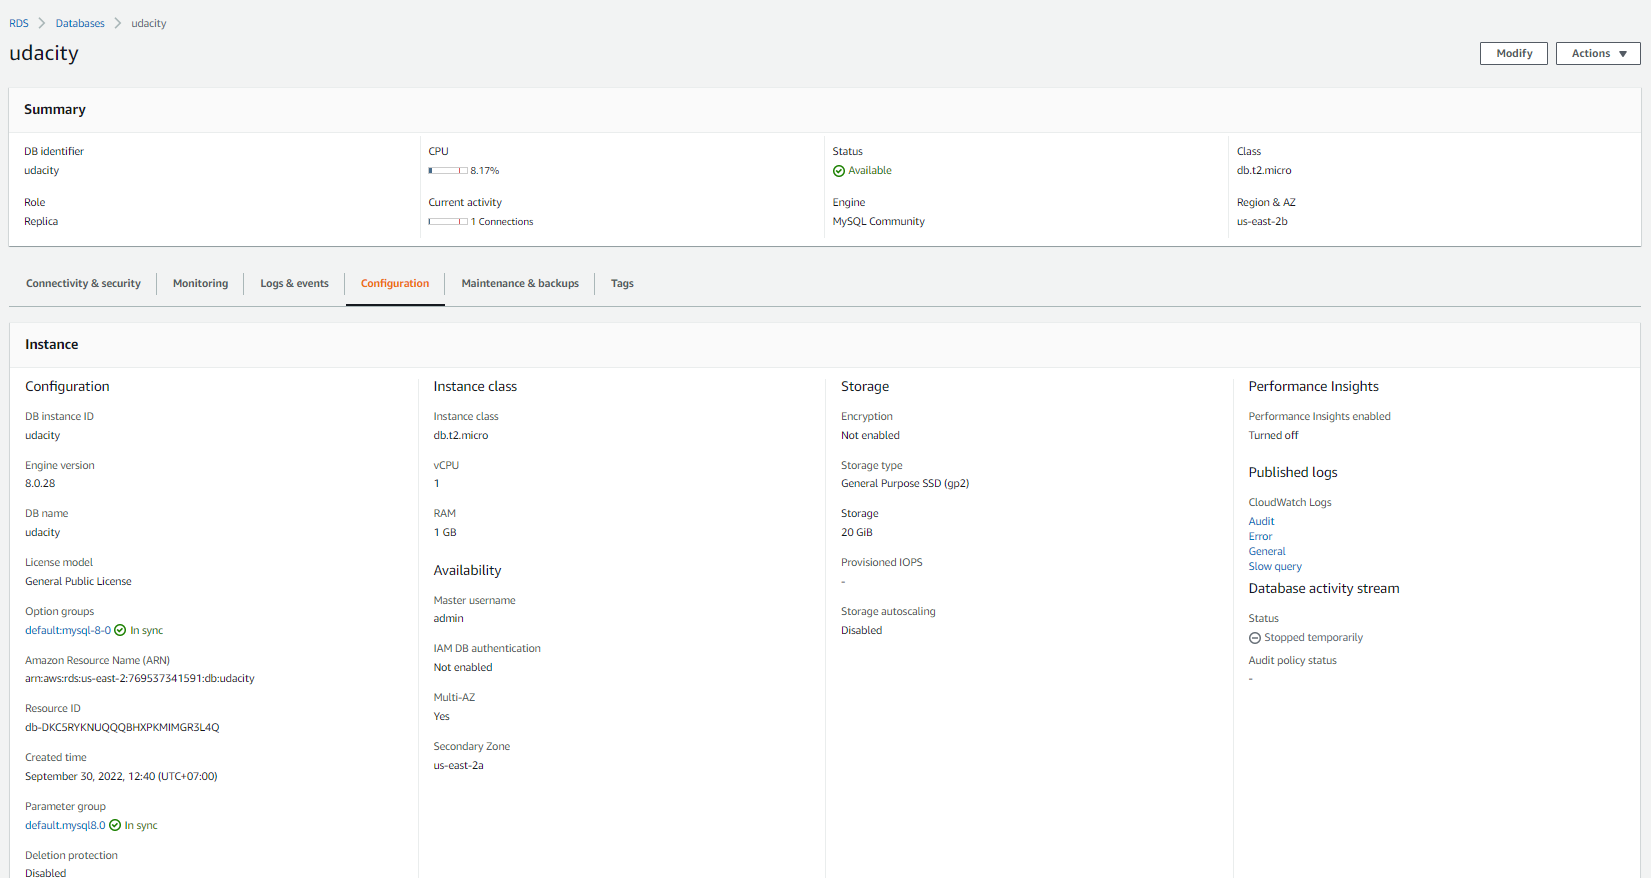 RDS > Databases > udacity
udacity
Modify
Actions
Summary
DB identifier
udacity
CPU
8.17%
Status
Available
Class
db.t2.micro
Role
Replica
Current activity
1 Connections
Engine
MySQL Community
Region & AZ
us-east-2b
Connectivity & security
Monitoring
Logs & events
Configuration
Maintenance & backups
Tags
Instance
Configuration
DB instance ID
udacity
Engine version
8.0.28
DB name
udacity
License model
General Public License
Option groups
default:mysql-8-0 In sync
Amazon Resource Name (ARN)
arn:aws:rds:us-east-2:769537341591:db:udacity
Resource ID
db-DKC5RYKNUQQQBHXPKMIMGR3L4Q
Created time
September 30, 2022, 12:40 (UTC+07:00)
Parameter group
default.mysql8.0 In sync
Deletion protection
Disabled
Instance class
Instance class
db.t2.micro
vCPU
1
RAM
1 GB
Availability
Master username
admin
IAM DB authentication
Not enabled
Multi-AZ
Yes
Secondary Zone
us-east-2a
Storage
Encryption
Not enabled
Storage type
General Purpose SSD (gp2)
Storage
20 GiB
Provisioned IOPS
-
Storage autoscaling
Disabled
Performance Insights
Performance Insights enabled
Turned off
Published logs
CloudWatch Logs
Audit
Error
General
Slow query
Database activity stream
Status
Stopped temporarily
Audit policy status
-